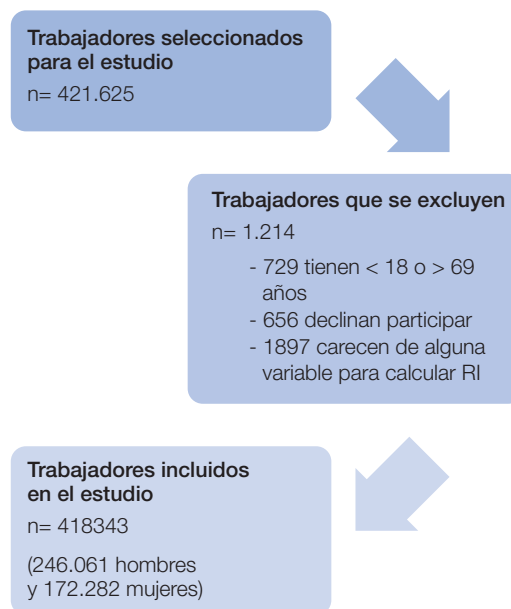 Trabajadores seleccionados
para el estudio
n= 421.625
Trabajadores que se excluyen
n= 1.214
- 729 tienen < 18 o > 69
años
- 656 declinan participar
- 1897 carecen de alguna
variable para calcular RI
Trabajadores incluidos
en el estudio
n= 418343
(246.061 hombres
y 172.282 mujeres)